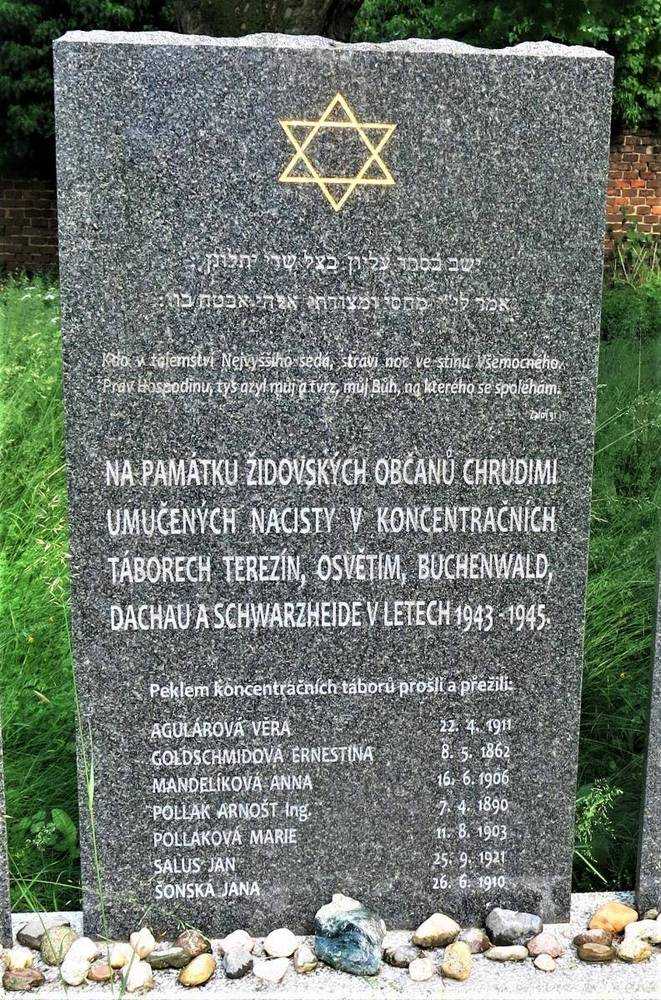 ישב בסתר עליון בצל שדי יתלונן.
אמר לי״י מחסי ומצודתי אלהי אבטח בו:
Kdo v tajemství Nejvyššího sedá, stráví noc ve stínu Všemocného.
Praví Hospodinu, tys azyl můj a tvrz, můj Bůh, na kterého se spoléhám.
Žalm 91
NA PAMÁTKU ŽIDOVSKÝCH OBČANŮ CHRUDIMI
UMUČENÝCH NACISTY V KONCENTRAČNÍCH
TÁBORECH TEREZÍN, OSVĚTIM, BUCHENWALD,
DACHAU A SCHWARZHEIDE V LETECH 1943 - 1945.
Peklem koncentračních táborů prošli a přežili:
AGULÁROVÁ VĚRA 22. 4. 1911
GOLDSCHMIDOVÁ ERNESTINA 8. 5. 1862
MANDELÍKOVÁ ANNA 16. 6. 1906
POLLAK ARNOŠT Ing. 7. 4. 1890
POLLAKOVÁ MARIE 11. 8. 1903
SALUS JAN 25. 9. 1921
ŠONSKÁ JANA 26. 6. 1910